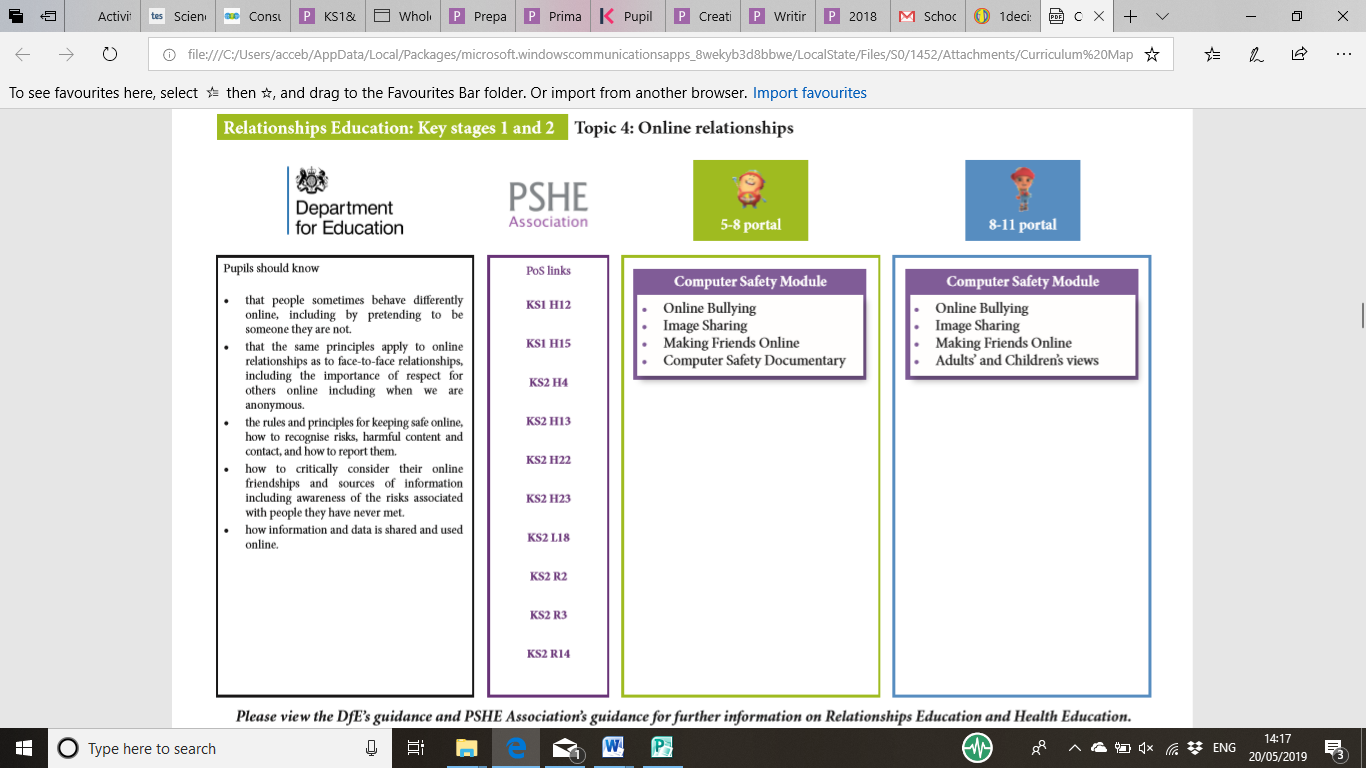 Activit
tes Scienc
Consu
KS1&
Whole
Prepa
Prima
Pupil
Creati
Writin
2018
Schoo
1decis
C
file:///C:/Users/acceb/AppData/Local/Packages/microsoft.windowscommunicationsapps_8wekyb3d8bbwe/LocalState/Files/S0/1452/Attachments/Curriculum%20Map
To see favourites here, select then ☆, and drag to the Favourites Bar folder. Or import from another browser. Import favourites
Relationships Education: Key stages 1 and 2 Topic 4: Online relationships
Department
for Education
PSHE
Association
5-8 portal
8-11 portal
Pupils should know
• that people sometimes behave differently
online, including by pretending to be
someone they are not.
• that the same principles apply to online
relationships as to face-to-face relationships,
including the importance of respect for
others online including when we are
anonymous.
• the rules and principles for keeping safe online,
how to recognise risks, harmful content and
contact, and how to report them.
• how to critically consider their online
friendships and sources of information
including awareness of the risks associated
with people they have never met.
• how information and data is shared and used
online.
PoS links
KS1 H12
KS1 H15
KS2 H4
KS2 H13
KS2 H22
KS2 H23
KS2 L18
KS2 R2
KS2 R3
KS2 R14
Computer Safety Module
• Online Bullying
• Image Sharing
• Making Friends Online
• Computer Safety Documentary
Computer Safety Module
• Online Bullying
• Image Sharing
• Making Friends Online
• Adults' and Children's views
Please view the DfE's guidance and PSHE Association's guidance for further information on Relationships Education and Health Education.
Type here to search
1
ENG
14:17
20/05/2019
3